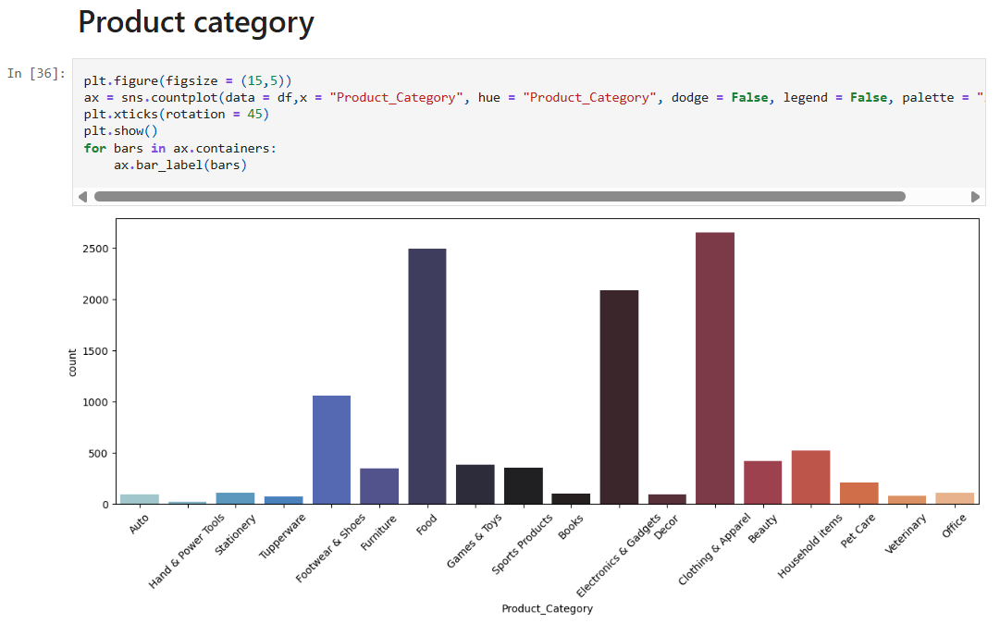 Product category
In [36]:
plt.figure(figsize = (15,5))
ax = sns.countplot(data = df,x = "Product_Category", hue = "Product_Category", dodge = False, legend = False, palette = "
plt.xticks(rotation = 45)
plt.show()
for bars in ax.containers:
    ax.bar_label(bars)
2500
2000
1500
1000
500
0
count
Auto
Hand & Power Tools
Stationery
Tupperware
Footwear & Shoes
Furniture
Food
Games & Toys
Sports Products
Books
Electronics & Gadgets
Decor
Clothing & Apparel
Beauty
Household items
Pet Care
Veterinary
Office
Product_Category